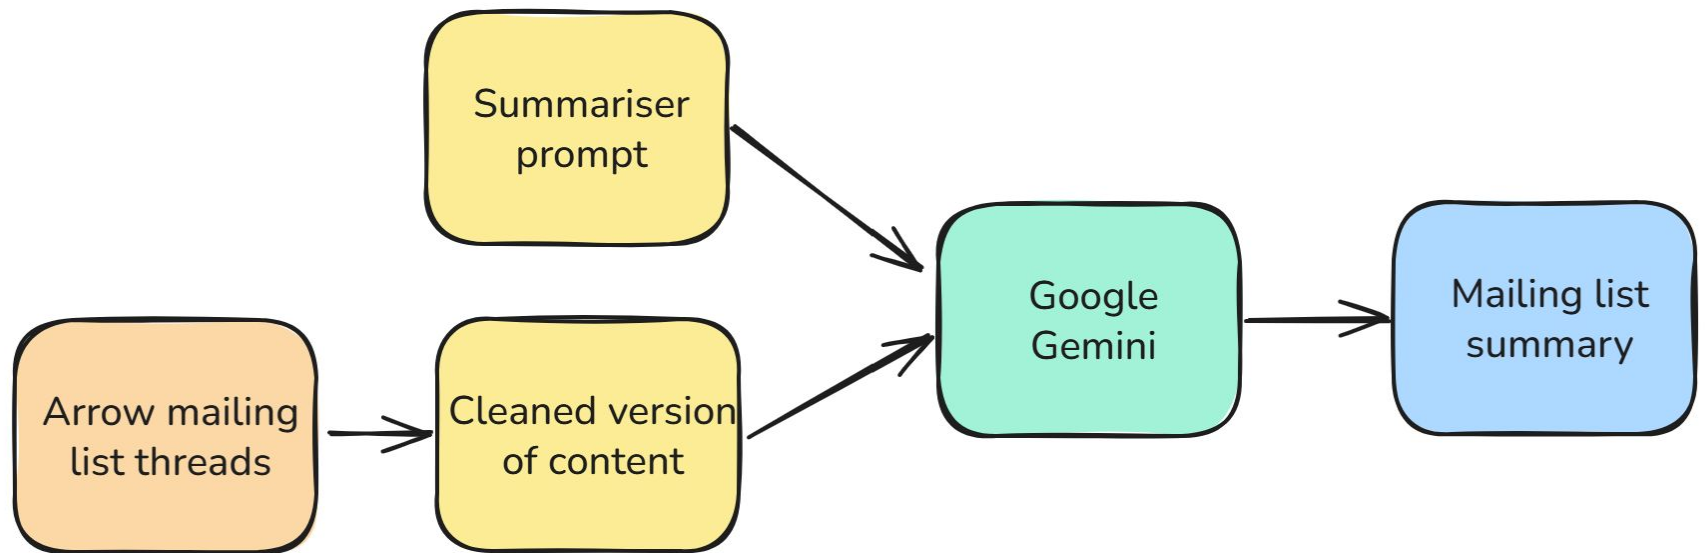 Summariser
prompt
Arrow mailing
list threads
Cleaned version
of content
Google
Gemini
Mailing list
summary